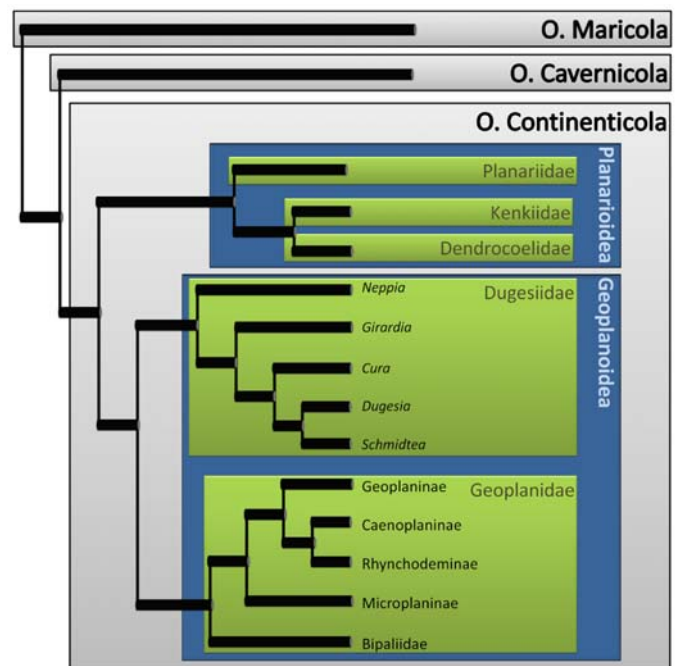 O. Maricola
O. Cavernicola
O. Continenticola
Planarioidea
Planariidae
Kenkiidae
Dendrocoelidae
Geoplanoidea
Dugesiidae
Neppia
Girardia
Cura
Dugesia
Schmidtea
Geoplanidae
Geoplaninae
Caenoplaninae
Rhynchodeminae
Microplaninae
Bipaliidae